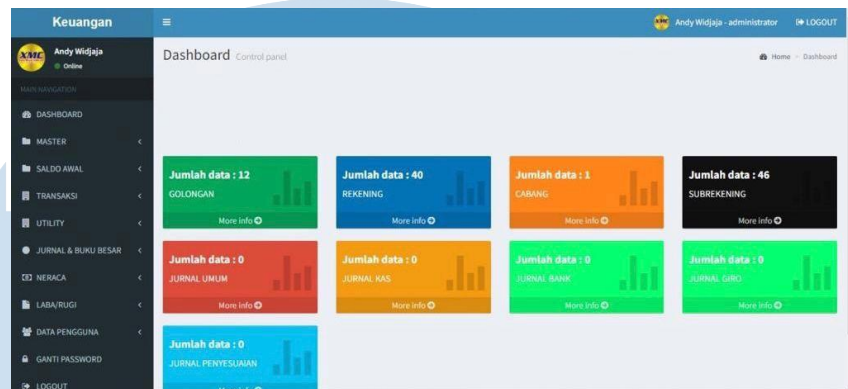 Keuangan
Andy Widjaja - administrator LOGOUT
XMC Andy Widjaja
Online
Dashboard Control panel
Home > Dashboard
MAIN NAVIGATION
DASHBOARD
MASTER
SALDO AWAL
TRANSAKSI
UTILITY
JURNAL & BUKU BESAR
NERACA
LABA/RUGI
DATA PENGGUNA
GANTI PASSWORD
LOGOUT
Jumlah data : 12
GOLONGAN
More info
Jumlah data : 40
REKENING
More info
Jumlah data : 1
CABANG
More info
Jumlah data : 46
SUBREKENING
More info
Jumlah data : 0
JURNAL UMUM
More info
Jumlah data : 0
JURNAL KAS
More info
Jumlah data : 0
JURNAL BANK
More info
Jumlah data : 0
JURNAL GIRO
More info
Jumlah data : 0
JURNAL PENYESUAIAN